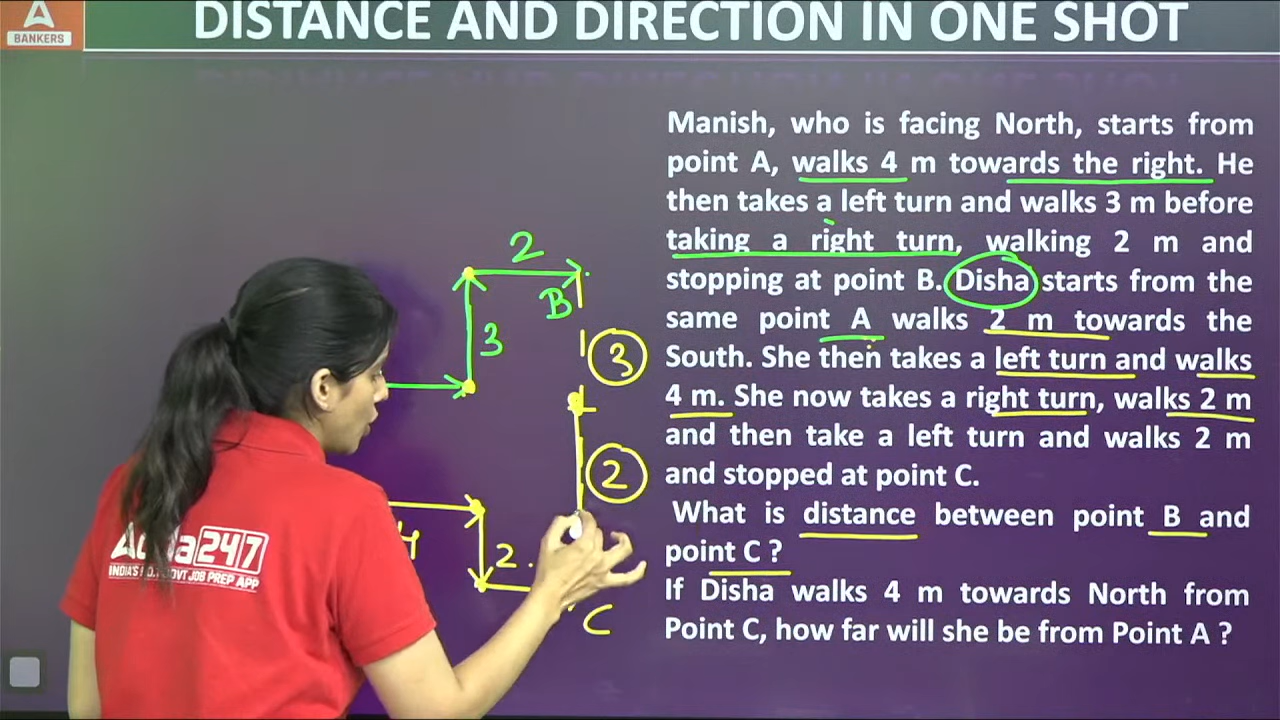 A
BANKERS
DISTANCE AND DIRECTION IN ONE SHOT
Manish, who is facing North, starts from
point A, walks 4 m towards the right. He
then takes a left turn and walks 3 m before
taking a right turn, walking 2 m and
stopping at point B. Disha starts from the
same point A walks 2 m towards the
South. She then takes a left turn and walks
4 m. She now takes a right turn, walks 2 m
and then take a left turn and walks 2 m
and stopped at point C.
What is distance between point B and
point C ?
If Disha walks 4 m towards North from
Point C, how far will she be from Point A ?
2
B
3
3
2
4
2.
C
247